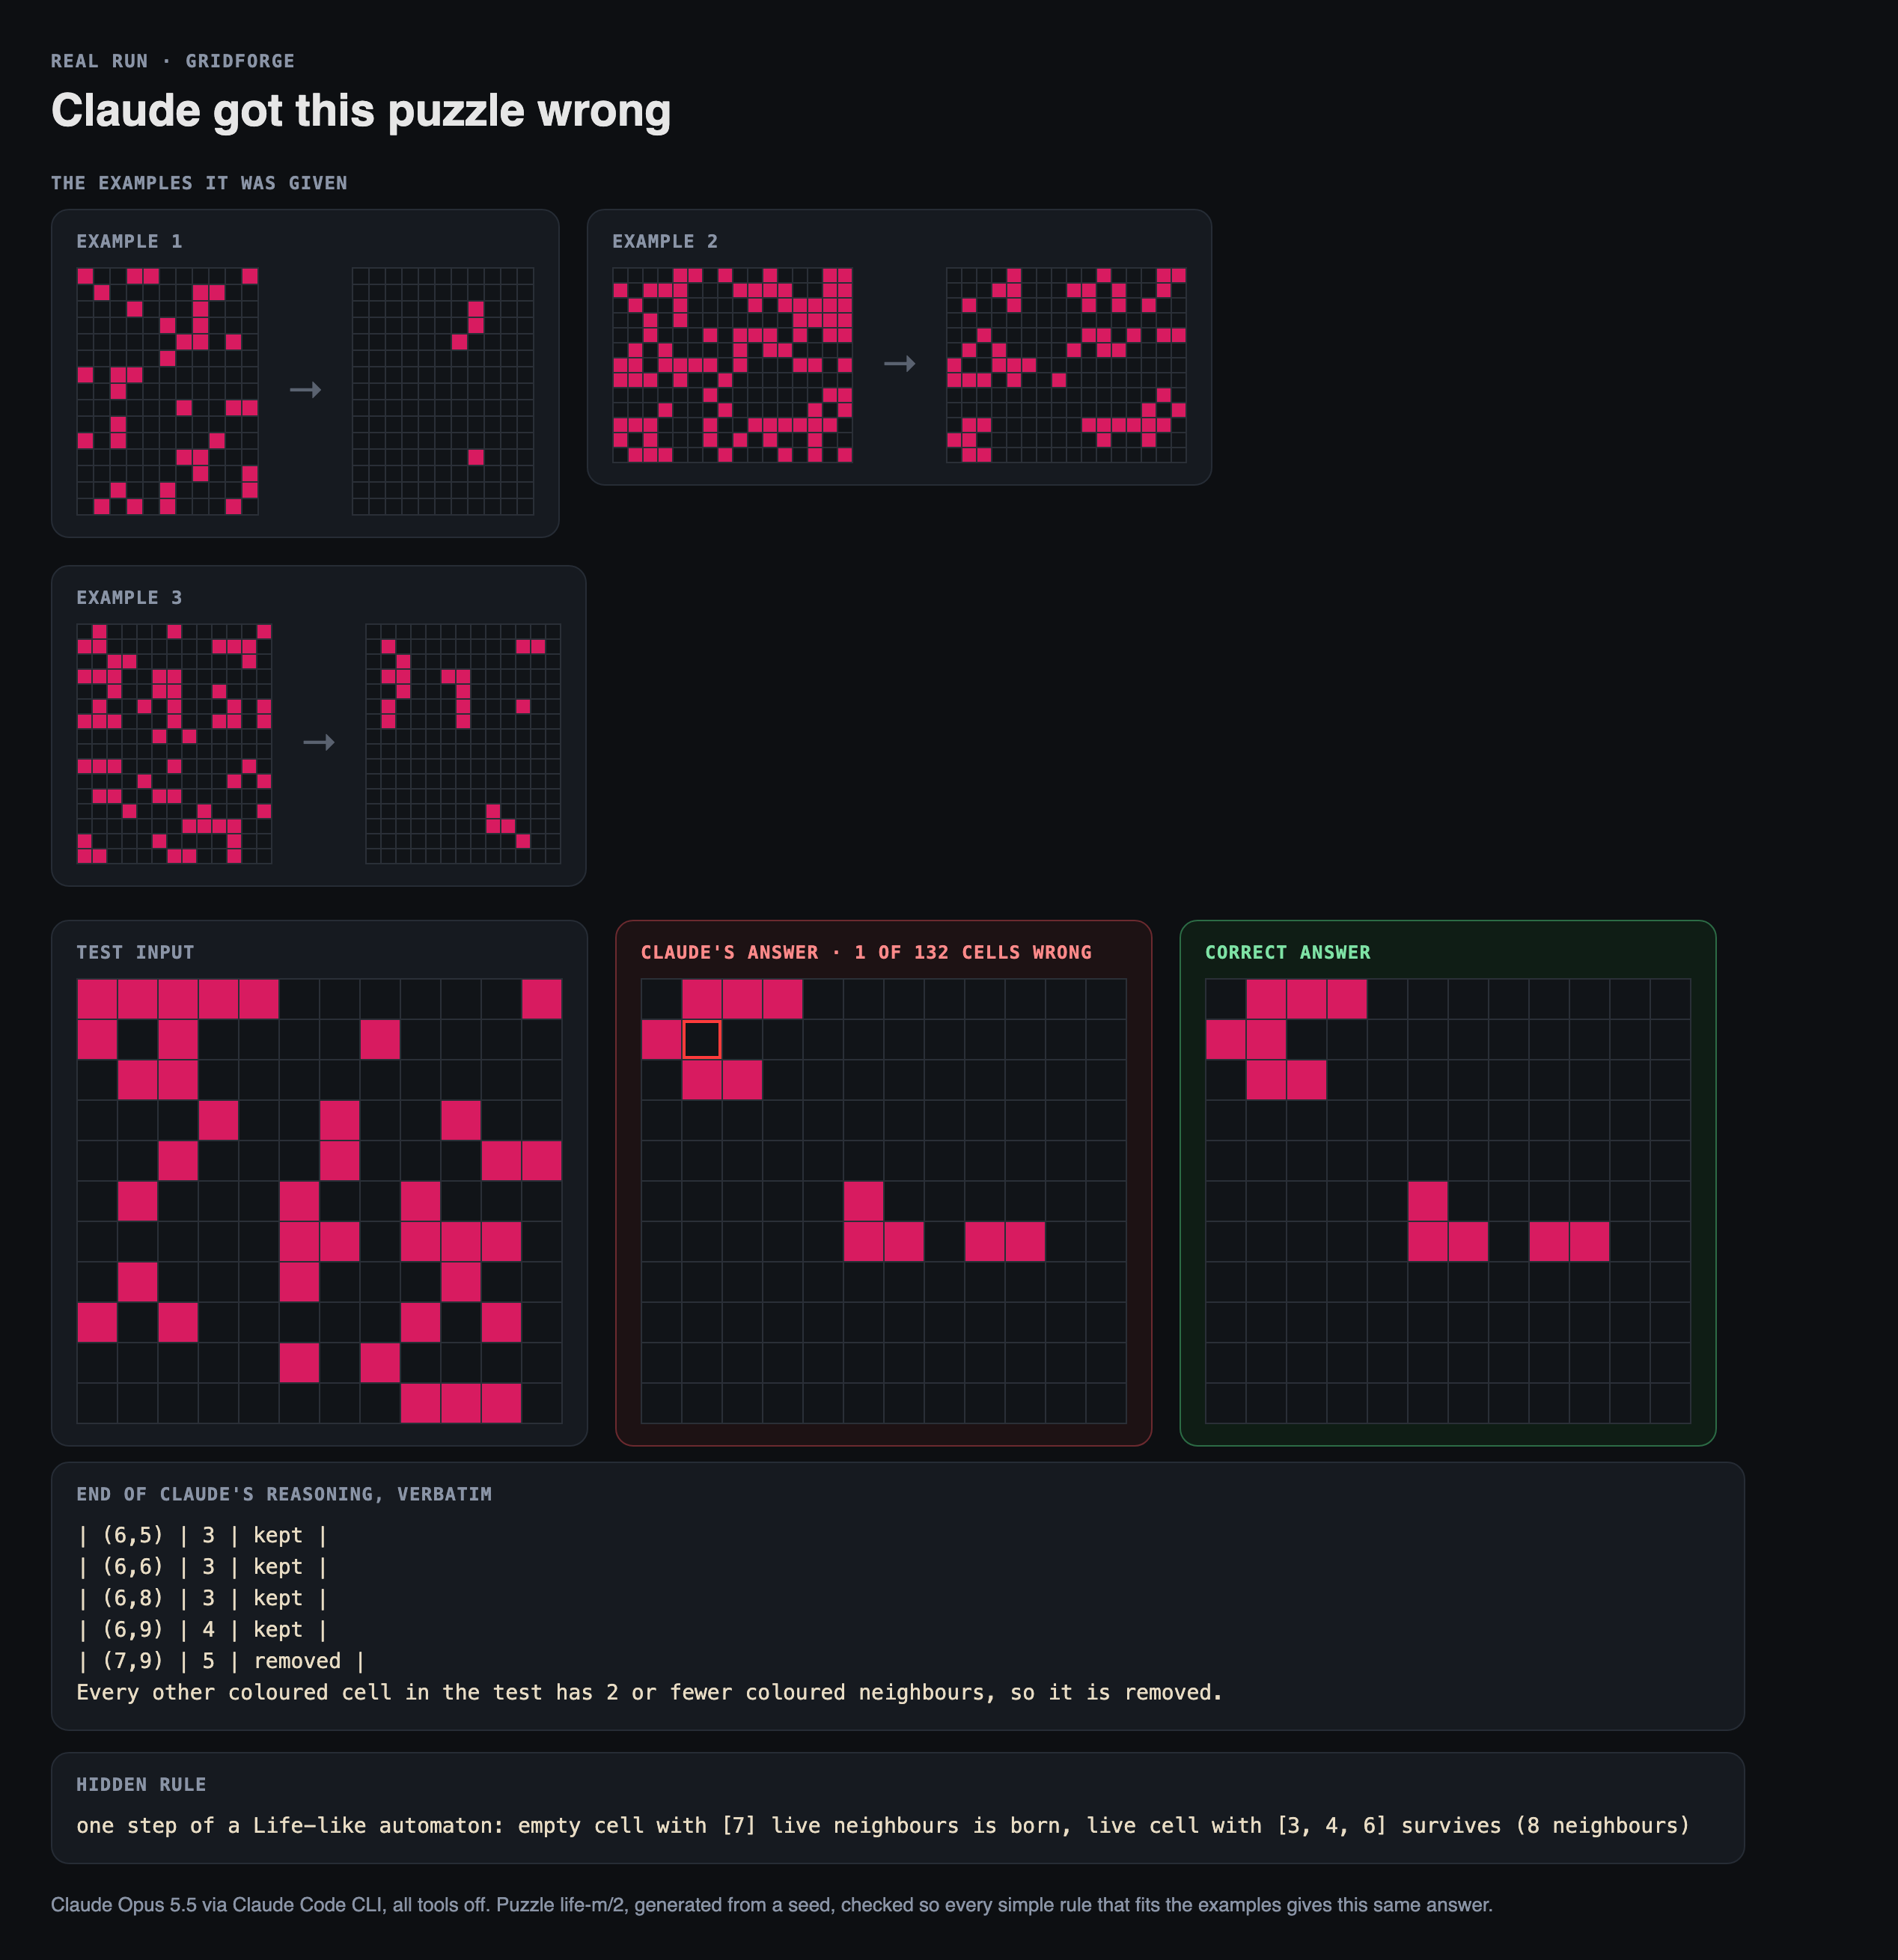 REAL RUN · GRIDFORGE
Claude got this puzzle wrong
THE EXAMPLES IT WAS GIVEN
EXAMPLE 1
EXAMPLE 2
EXAMPLE 3
TEST INPUT
CLAUDE'S ANSWER · 1 OF 132 CELLS WRONG
CORRECT ANSWER
END OF CLAUDE'S REASONING, VERBATIM
| (6,5) | 3 | kept |
| (6,6) | 3 | kept |
| (6,8) | 3 | kept |
| (6,9) | 4 | kept |
| (7,9) | 5 | removed |
Every other coloured cell in the test has 2 or fewer coloured neighbours, so it is removed.
HIDDEN RULE
one step of a Life-like automaton: empty cell with [7] live neighbours is born, live cell with [3, 4, 6] survives (8 neighbours)
Claude Opus 5.5 via Claude Code CLI, all tools off. Puzzle life-m/2, generated from a seed, checked so every simple rule that fits the examples gives this same answer.